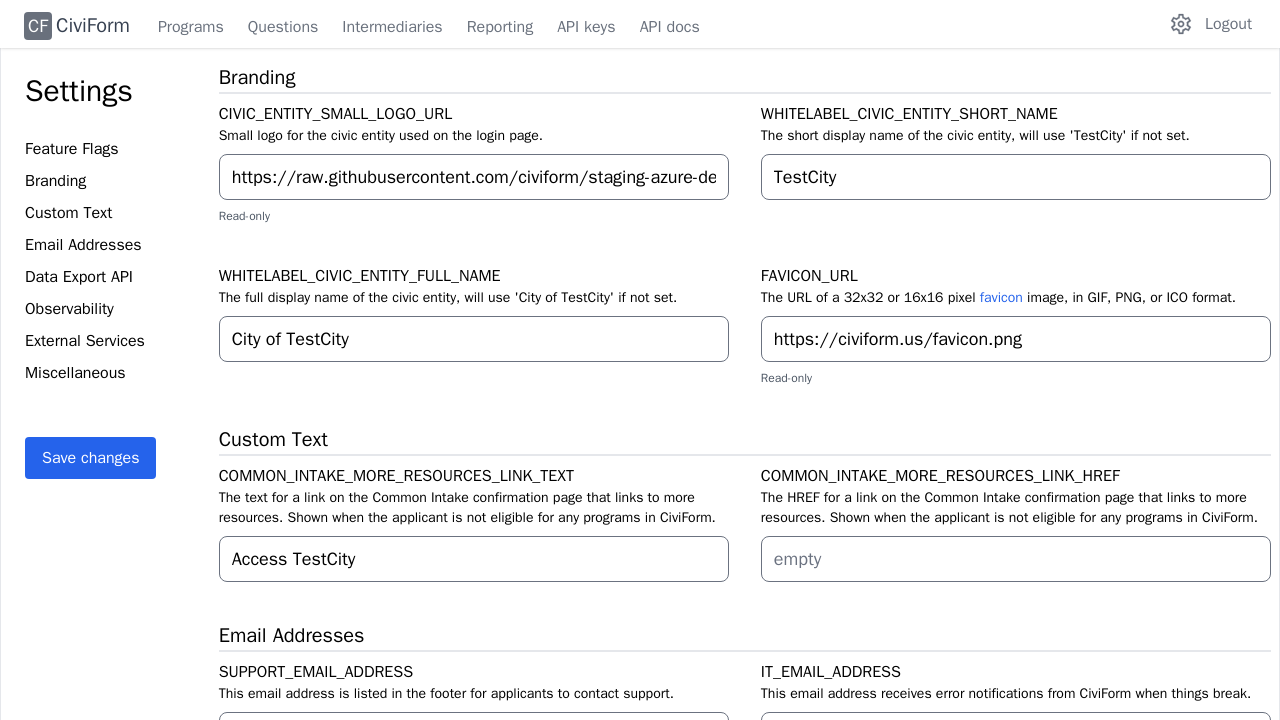 CF CiviForm Programs Questions Intermediaries Reporting API keys API docs Logout
Settings
Feature Flags
Branding
Custom Text
Email Addresses
Data Export API
Observability
External Services
Miscellaneous
Save changes
Branding
CIVIC_ENTITY_SMALL_LOGO_URL
Small logo for the civic entity used on the login page.
https://raw.githubusercontent.com/civiform/staging-azure-de
Read-only
WHITELABEL_CIVIC_ENTITY_SHORT_NAME
The short display name of the civic entity, will use 'TestCity' if not set.
TestCity
WHITELABEL_CIVIC_ENTITY_FULL_NAME
The full display name of the civic entity, will use 'City of TestCity' if not set.
City of TestCity
FAVICON_URL
The URL of a 32x32 or 16x16 pixel favicon image, in GIF, PNG, or ICO format.
https://civiform.us/favicon.png
Read-only
Custom Text
COMMON_INTAKE_MORE_RESOURCES_LINK_TEXT
The text for a link on the Common Intake confirmation page that links to more
resources. Shown when the applicant is not eligible for any programs in CiviForm.
Access TestCity
COMMON_INTAKE_MORE_RESOURCES_LINK_HREF
The HREF for a link on the Common Intake confirmation page that links to more
resources. Shown when the applicant is not eligible for any programs in CiviForm.
empty
Email Addresses
SUPPORT_EMAIL_ADDRESS
This email address is listed in the footer for applicants to contact support.
IT_EMAIL_ADDRESS
This email address receives error notifications from CiviForm when things break.